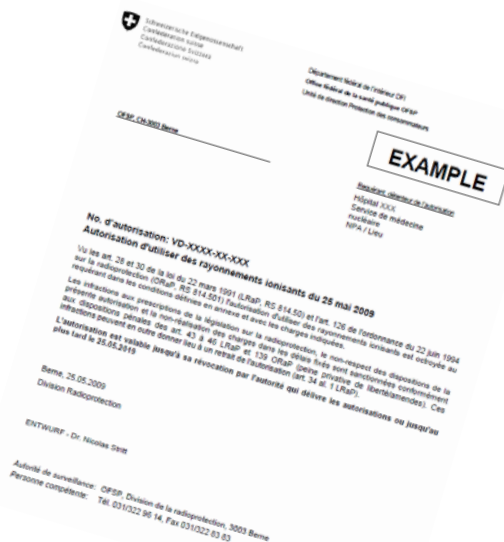 Schweizerische Eidgenossenschaft
Confédération suisse
Confederazione Svizzera
Confederaziun svizra
Département fédéral de l'intérieur DFI
Office fédéral de la santé publique OFSP
Unité de direction Protection des consommateurs
OFSP, CH-3003 Berne
EXAMPLE
Requérant, détenteur de l'autorisation
Hôpital XXX
Service de médecine
nucléaire
NPA / Lieu
No. d'autorisation: VD-XXXX-XX-XXX
Autorisation d'utiliser des rayonnements ionisants du 25 mai 2009
Vu les art. 28 et 30 de la loi du 22 mars 1991 (LRaP, RS 814.50) et l'art. 126 de l'ordonnance du 22 juin 1994
sur la radioprotection (ORaP, RS 814.501) l'autorisation d'utiliser des rayonnements ionisants est octroyée au
requérant dans les conditions définies en annexe et avec les charges indiquées.
Les infractions aux prescriptions de la législation sur la radioprotection, le non-respect des dispositions de la
présente autorisation et la non-réalisation des charges dans les délais fixés sont sanctionnées conformément
aux dispositions pénales des art. 43 à 46 LRaP et 139 ORaP (peine privative de liberté/amendes). Ces
infractions peuvent en outre donner lieu à un retrait de l'autorisation (art. 34 al. 1 LRaP).
L'autorisation est valable jusqu'à sa révocation par l'autorité qui délivre les autorisations ou jusqu'au
plus tard le 25.05.2019
Berne, 25.05.2009
Division Radioprotection
ENTWURF - Dr. Nicolas Stritt
Autorité de surveillance: OFSP, Division de la radioprotection, 3003 Berne
Personne compétente: Tél. 031/322 96 14, Fax 031/322 83 83